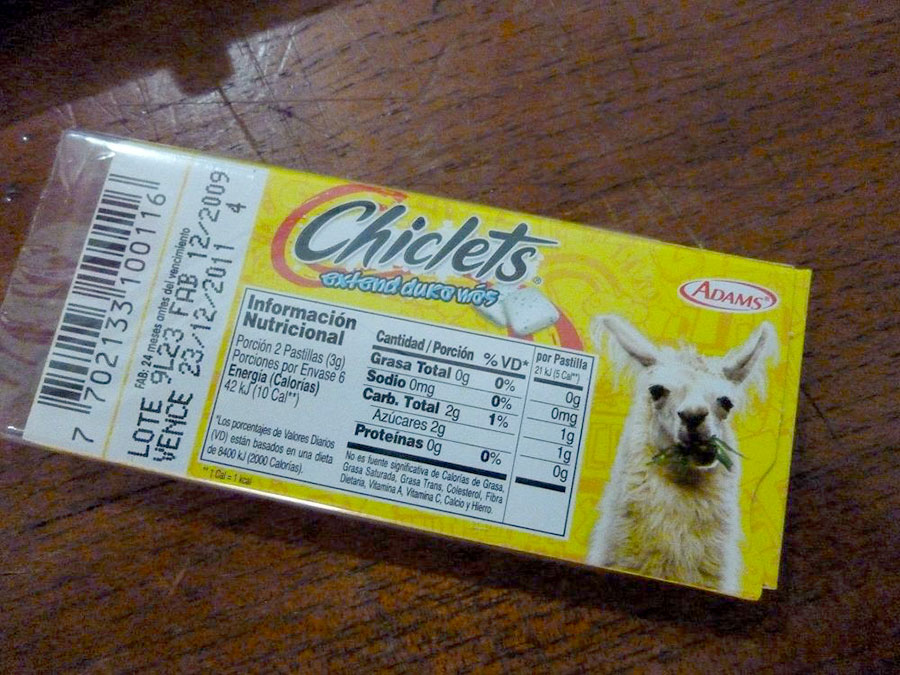 7 702133 100116
FAB: 24 meses antes del vencimiento
LOTE 9L23 FAB 12/2009
VENCE 23/12/2011 4
Chiclets®
extend duko wós
ADAMS®
Información
Nutricional
Porción 2 Pastillas (3g)
Porciones por Envase 6
Energía (Calorías)
42 kJ (10 Cal**)
*Los porcentajes de Valores Diarios
(VD) están basados en una dieta
de 8400 kJ (2000 Calorías).
** 1 Cal = 1 kcal
Cantidad / Porción %VD* por Pastilla
21 kJ (5 Cal**)
Grasa Total 0g 0% 0g
Sodio 0mg 0% 0mg
Carb. Total 2g 1% 1g
Azúcares 2g 1g
Proteínas 0g 0% 0g
No es fuente significativa de Calorías de Grasa,
Grasa Saturada, Grasa Trans, Colesterol, Fibra
Dietaria, Vitamina A, Vitamina C, Calcio y Hierro.